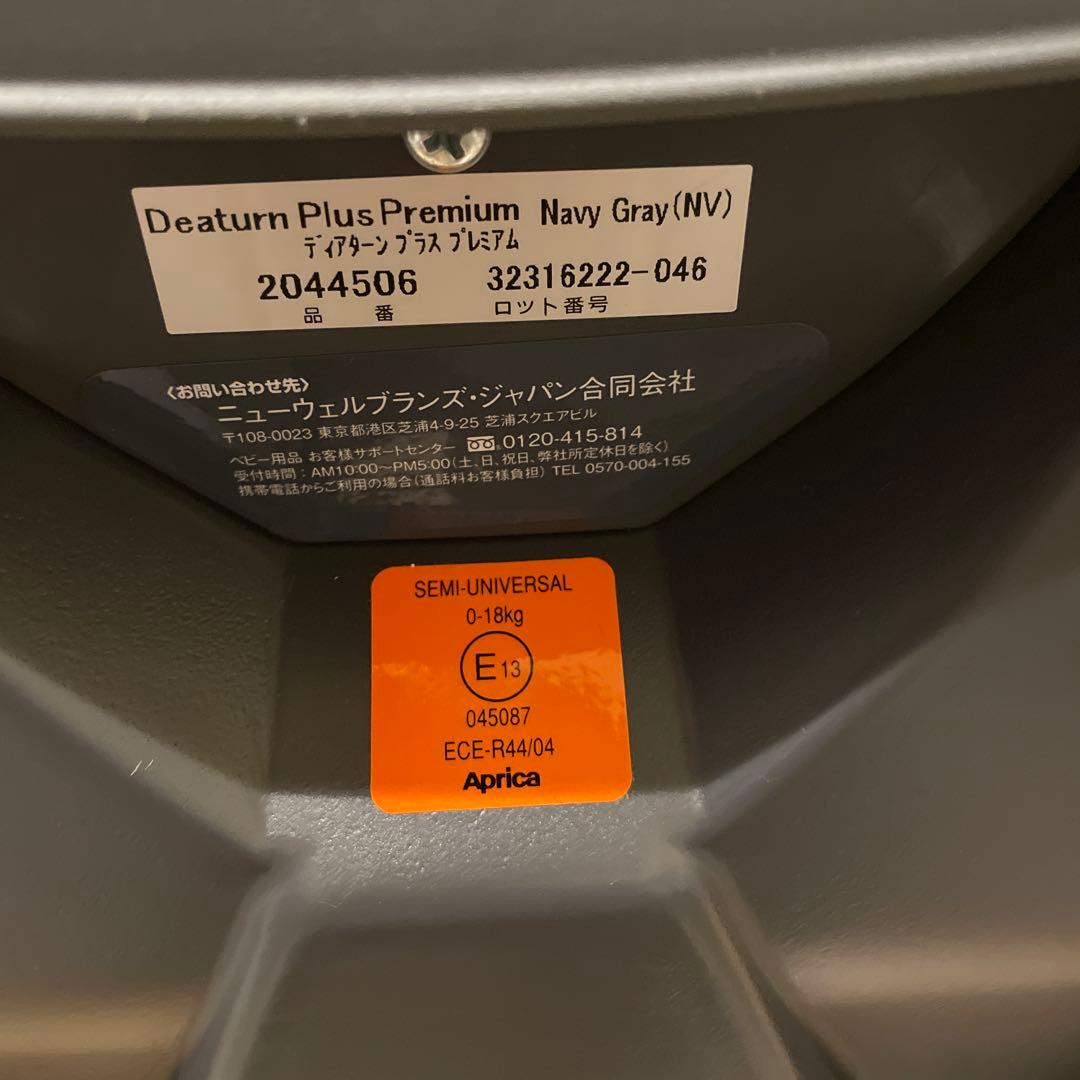 Deaturn Plus Premium Navy Gray(NV)
ディアターン プラス プレミアム
2044506 32316222-046
品番 ロット番号
〈お問い合わせ先〉
ニューウェルブランズ・ジャパン合同会社
〒108-0023 東京都港区芝浦4-9-25 芝浦スクエアビル
ベビー用品 お客様サポートセンター 0120-415-814
受付時間:AM10:00〜PM5:00(土、日、祝日、弊社所定休日を除く)
携帯電話からご利用の場合(通話料お客様負担) TEL 0570-004-155
SEMI-UNIVERSAL
0-18kg
E13
045087
ECE-R44/04
Aprica